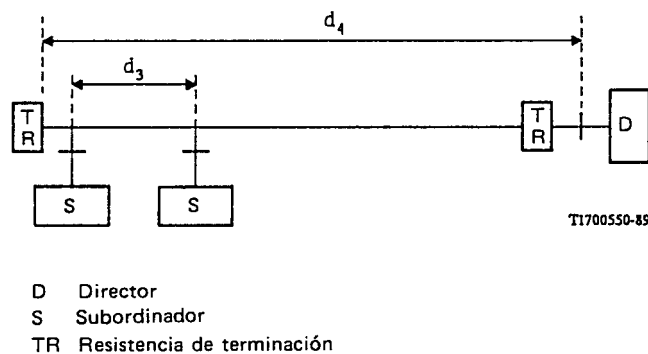 d4
d3
T
R
T
R
D
S
S
T1700550-89
D Director
S Subordinador
TR Resistencia de terminación